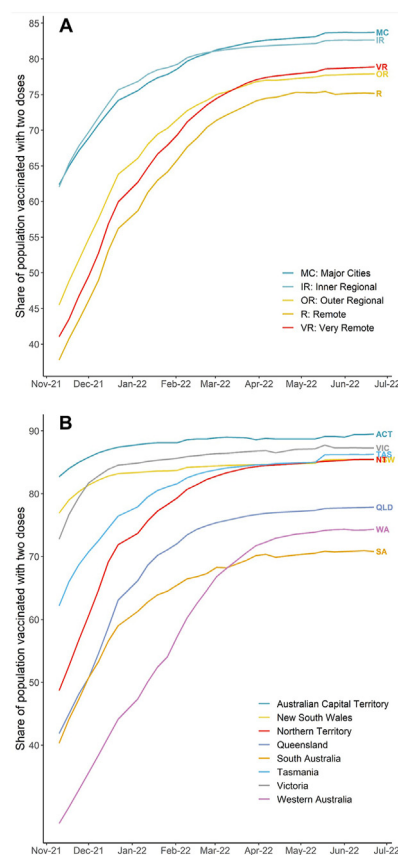 A
Share of population vaccinated with two doses
85
80
75
70
65
60
55
50
45
40
MC
IR
VR
OR
R
MC: Major Cities
IR: Inner Regional
OR: Outer Regional
R: Remote
VR: Very Remote
Nov-21 Dec-21 Jan-22 Feb-22 Mar-22 Apr-22 May-22 Jun-22 Jul-22
B
Share of population vaccinated with two doses
90
80
70
60
50
40
ACT
VIC
TAS
NT
QLD
WA
SA
Australian Capital Territory
New South Wales
Northern Territory
Queensland
South Australia
Tasmania
Victoria
Western Australia
Nov-21 Dec-21 Jan-22 Feb-22 Mar-22 Apr-22 May-22 Jun-22 Jul-22